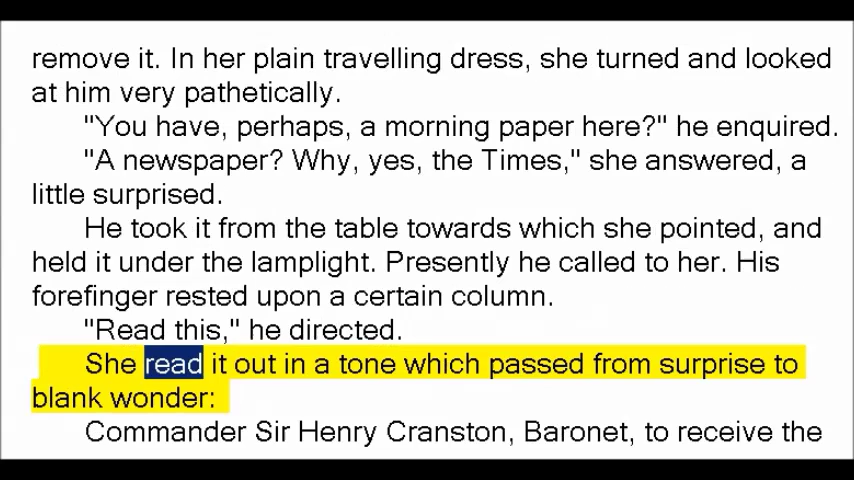 remove it. In her plain travelling dress, she turned and looked
at him very pathetically.
"You have, perhaps, a morning paper here?" he enquired.
"A newspaper? Why, yes, the Times," she answered, a
little surprised.
He took it from the table towards which she pointed, and
held it under the lamplight. Presently he called to her. His
forefinger rested upon a certain column.
"Read this," he directed.
She read it out in a tone which passed from surprise to
blank wonder:
Commander Sir Henry Cranston, Baronet, to receive the